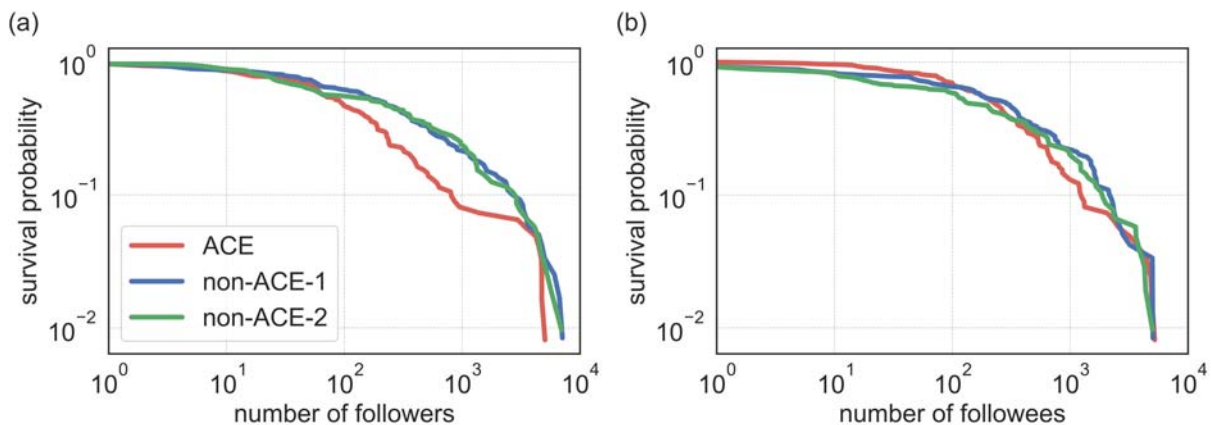 (a)
10^0
10^-1
10^-2
survival probability
ACE
non-ACE-1
non-ACE-2
10^0 10^1 10^2 10^3 10^4
number of followers
(b)
10^0
10^-1
10^-2
survival probability
10^0 10^1 10^2 10^3 10^4
number of followees